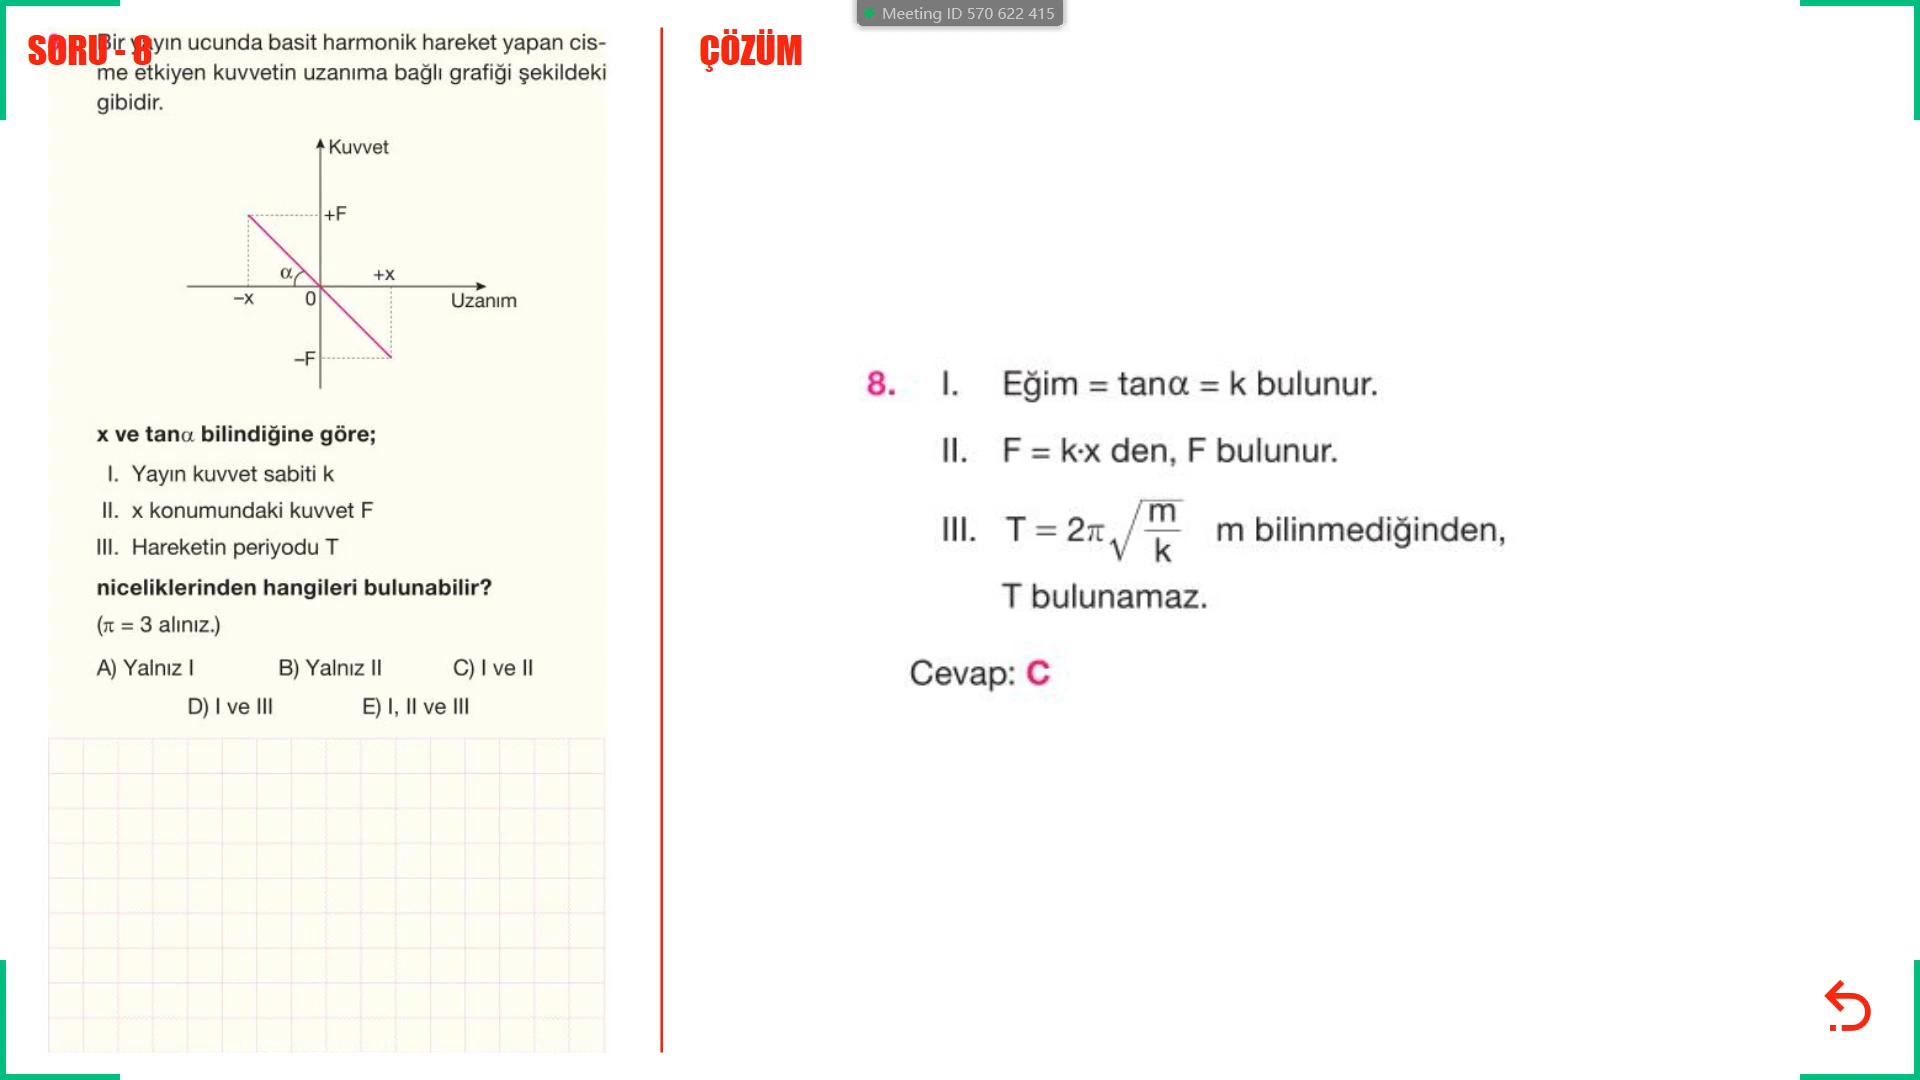 Meeting ID 570 622 415
SORU - 8
Bir yayın ucunda basit harmonik hareket yapan cis-
me etkiyen kuvvetin uzanıma bağlı grafiği şekildeki
gibidir.
Kuvvet
+F
α
+x
–x
0
Uzanım
–F
x ve tanα bilindiğine göre;
I. Yayın kuvvet sabiti k
II. x konumundaki kuvvet F
III. Hareketin periyodu T
niceliklerinden hangileri bulunabilir?
(π = 3 alınız.)
A) Yalnız I B) Yalnız II C) I ve II
D) I ve III E) I, II ve III
ÇÖZÜM
8. I. Eğim = tanα = k bulunur.
II. F = k·x den, F bulunur.
III. T = 2π√(m/k) m bilinmediğinden,
T bulunamaz.
Cevap: C